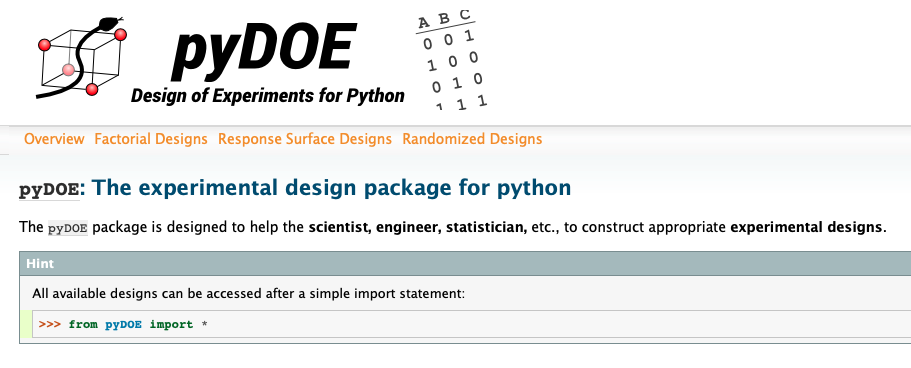 pyDOE
Design of Experiments for Python
A B C
0 0 1
1 0 0
0 1 0
1 1 1
Overview Factorial Designs Response Surface Designs Randomized Designs
pyDOE: The experimental design package for python
The pyDOE package is designed to help the scientist, engineer, statistician, etc., to construct appropriate experimental designs.
Hint
All available designs can be accessed after a simple import statement:
>>> from pyDOE import *